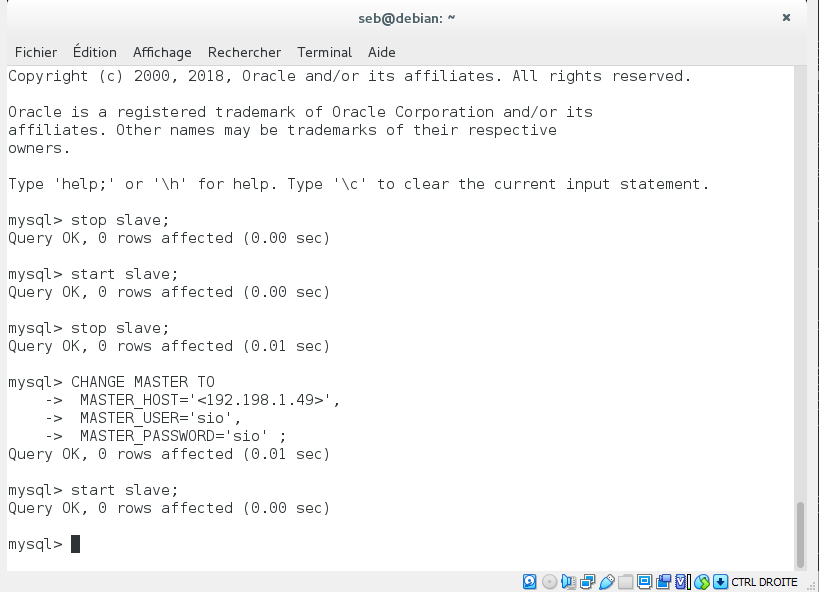 seb@debian: ~
Fichier Édition Affichage Rechercher Terminal Aide
Copyright (c) 2000, 2018, Oracle and/or its affiliates. All rights reserved.
Oracle is a registered trademark of Oracle Corporation and/or its
affiliates. Other names may be trademarks of their respective
owners.
Type 'help;' or '\h' for help. Type '\c' to clear the current input statement.
mysql> stop slave;
Query OK, 0 rows affected (0.00 sec)
mysql> start slave;
Query OK, 0 rows affected (0.00 sec)
mysql> stop slave;
Query OK, 0 rows affected (0.01 sec)
mysql> CHANGE MASTER TO
    ->  MASTER_HOST='<192.198.1.49>',
    ->  MASTER_USER='sio',
    ->  MASTER_PASSWORD='sio' ;
Query OK, 0 rows affected (0.01 sec)
mysql> start slave;
Query OK, 0 rows affected (0.00 sec)
mysql>
CTRL DROITE